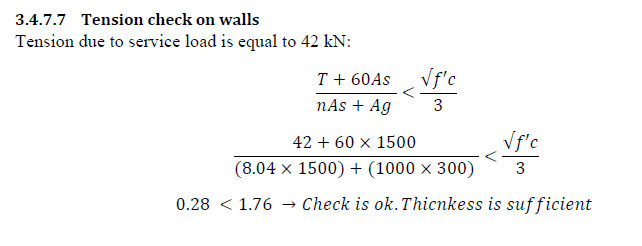 3.4.7.7 Tension check on walls
Tension due to service load is equal to 42 kN:
T + 60As / nAs + Ag < √f'c / 3
42 + 60 × 1500 / (8.04 × 1500) + (1000 × 300) < √f'c / 3
0.28 < 1.76 → Check is ok. Thicnkess is sufficient